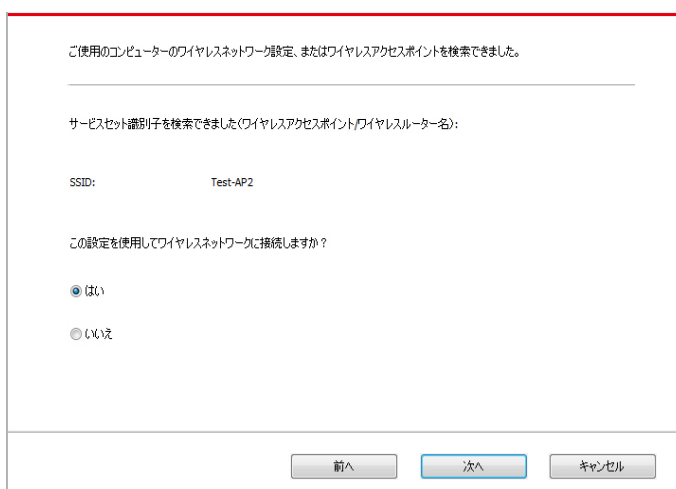 ご使用のコンピューターのワイヤレスネットワーク設定、またはワイヤレスアクセスポイントを検索できました。
サービスセット識別子を検索できました(ワイヤレスアクセスポイント/ワイヤレスルーター名):
SSID: Test-AP2
この設定を使用してワイヤレスネットワークに接続しますか?
はい
いいえ
前へ 次へ キャンセル